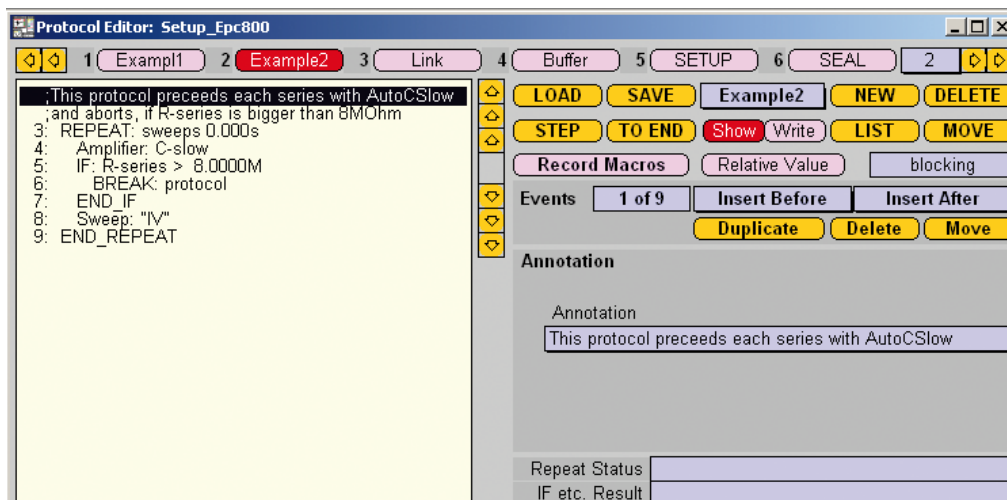 Protocol Editor: Setup_Epc800
1 Exampl1 2 Example2 3 Link 4 Buffer 5 SETUP 6 SEAL 2
;This protocol preceeds each series with AutoCSlow
;and aborts, if R-series is bigger than 8MOhm
3: REPEAT: sweeps 0.000s
4: Amplifier: C-slow
5: IF: R-series > 8.0000M
6: BREAK: protocol
7: END_IF
8: Sweep: "IV"
9: END_REPEAT
LOAD SAVE Example2 NEW DELETE
STEP TO END Show Write LIST MOVE
Record Macros Relative Value blocking
Events 1 of 9 Insert Before Insert After
Duplicate Delete Move
Annotation
Annotation
This protocol preceeds each series with AutoCSlow
Repeat Status
IF etc. Result